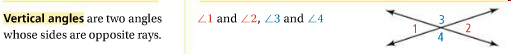 Vertical angles are two angles
whose sides are opposite rays.
∠1 and ∠2, ∠3 and ∠4
3
1 2
4